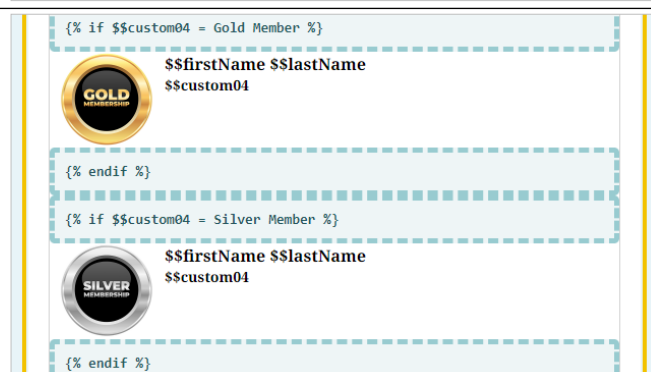 {% if $$custom04 = Gold Member %}
GOLD
MEMBERSHIP
$$firstName $$lastName
$$custom04
{% endif %}
{% if $$custom04 = Silver Member %}
SILVER
MEMBERSHIP
$$firstName $$lastName
$$custom04
{% endif %}